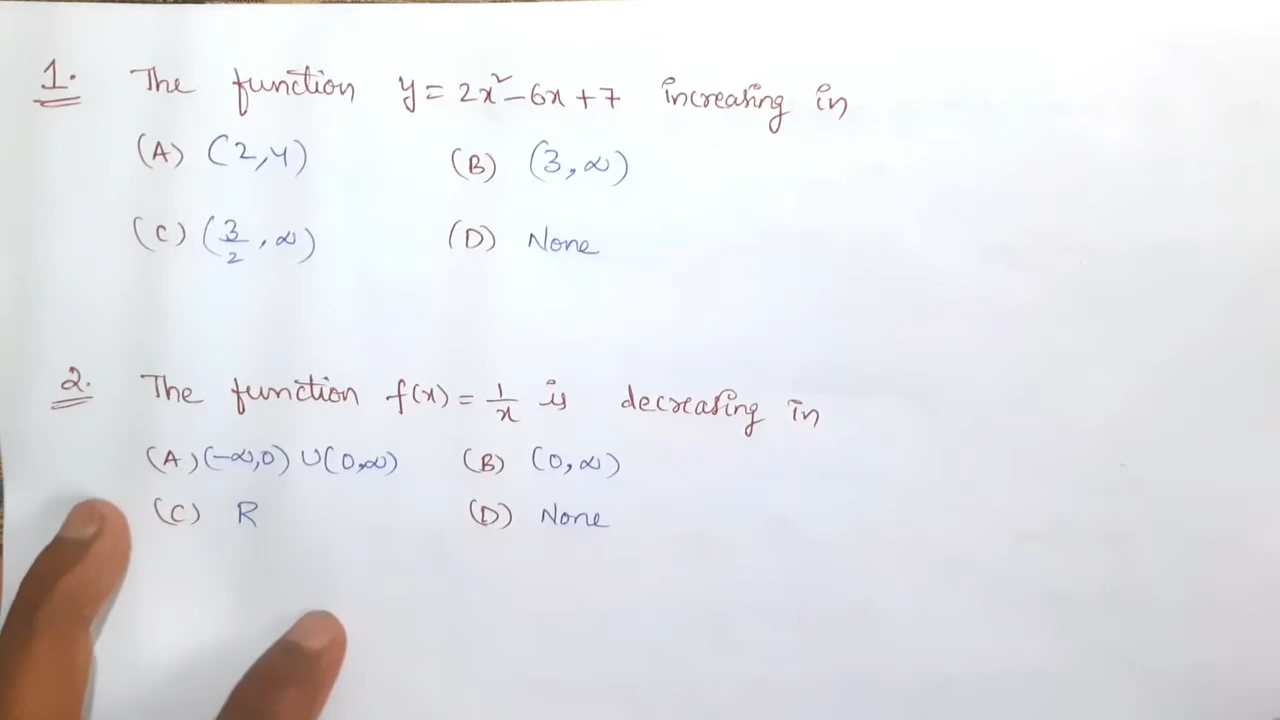 1. The function y = 2x² - 6x + 7 increasing in
(A) (2,4) (B) (3,∞)
(C) (3/2,∞) (D) None
2. The function f(x) = 1/x is decreasing in
(A) (-∞,0) ∪ (0,∞) (B) (0,∞)
(C) R (D) None